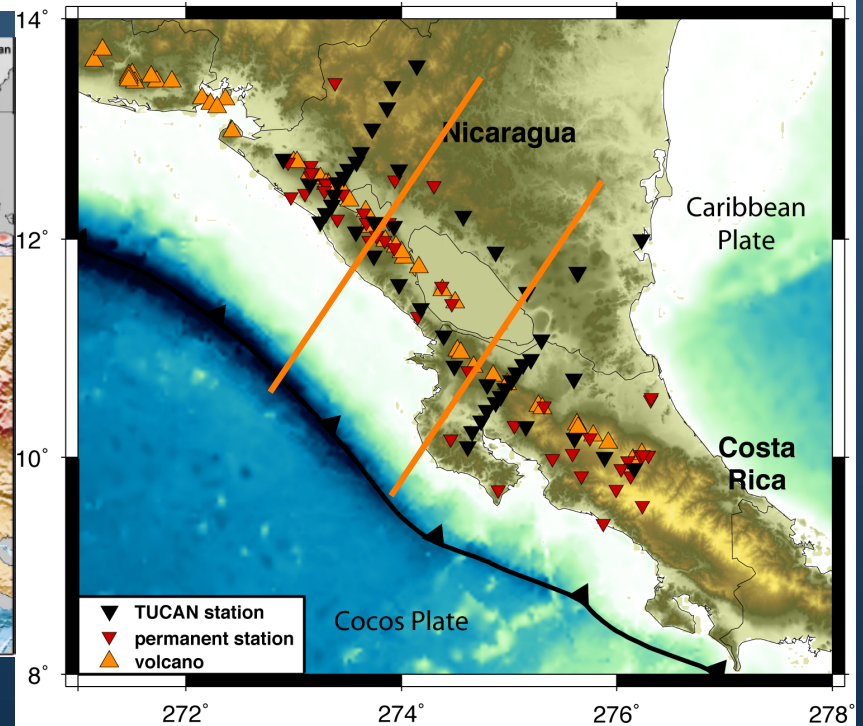 14°
an
Nicaragua
Caribbean
Plate
12°
10°
Costa
Rica
TUCAN station
permanent station
volcano
Cocos Plate
8°
272°
274°
276°
278°